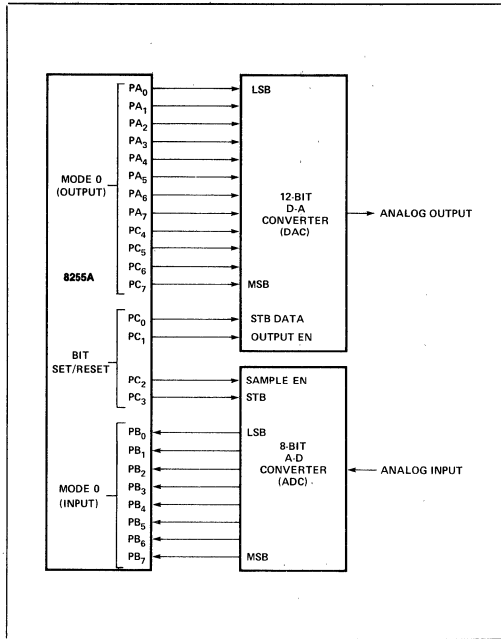 PA0
LSB
PA1
PA2
PA3
PA4
PA5
PA6
PA7
PC4
PC5
PC6
PC7
MSB
MODE 0
(OUTPUT)
8255A
12-BIT
D-A
CONVERTER
(DAC)
ANALOG OUTPUT
PC0
STB DATA
PC1
OUTPUT EN
BIT
SET/RESET
PC2
SAMPLE EN
PC3
STB
PB0
LSB
PB1
PB2
PB3
PB4
PB5
PB6
PB7
MSB
MODE 0
(INPUT)
8-BIT
A-D
CONVERTER
(ADC)
ANALOG INPUT